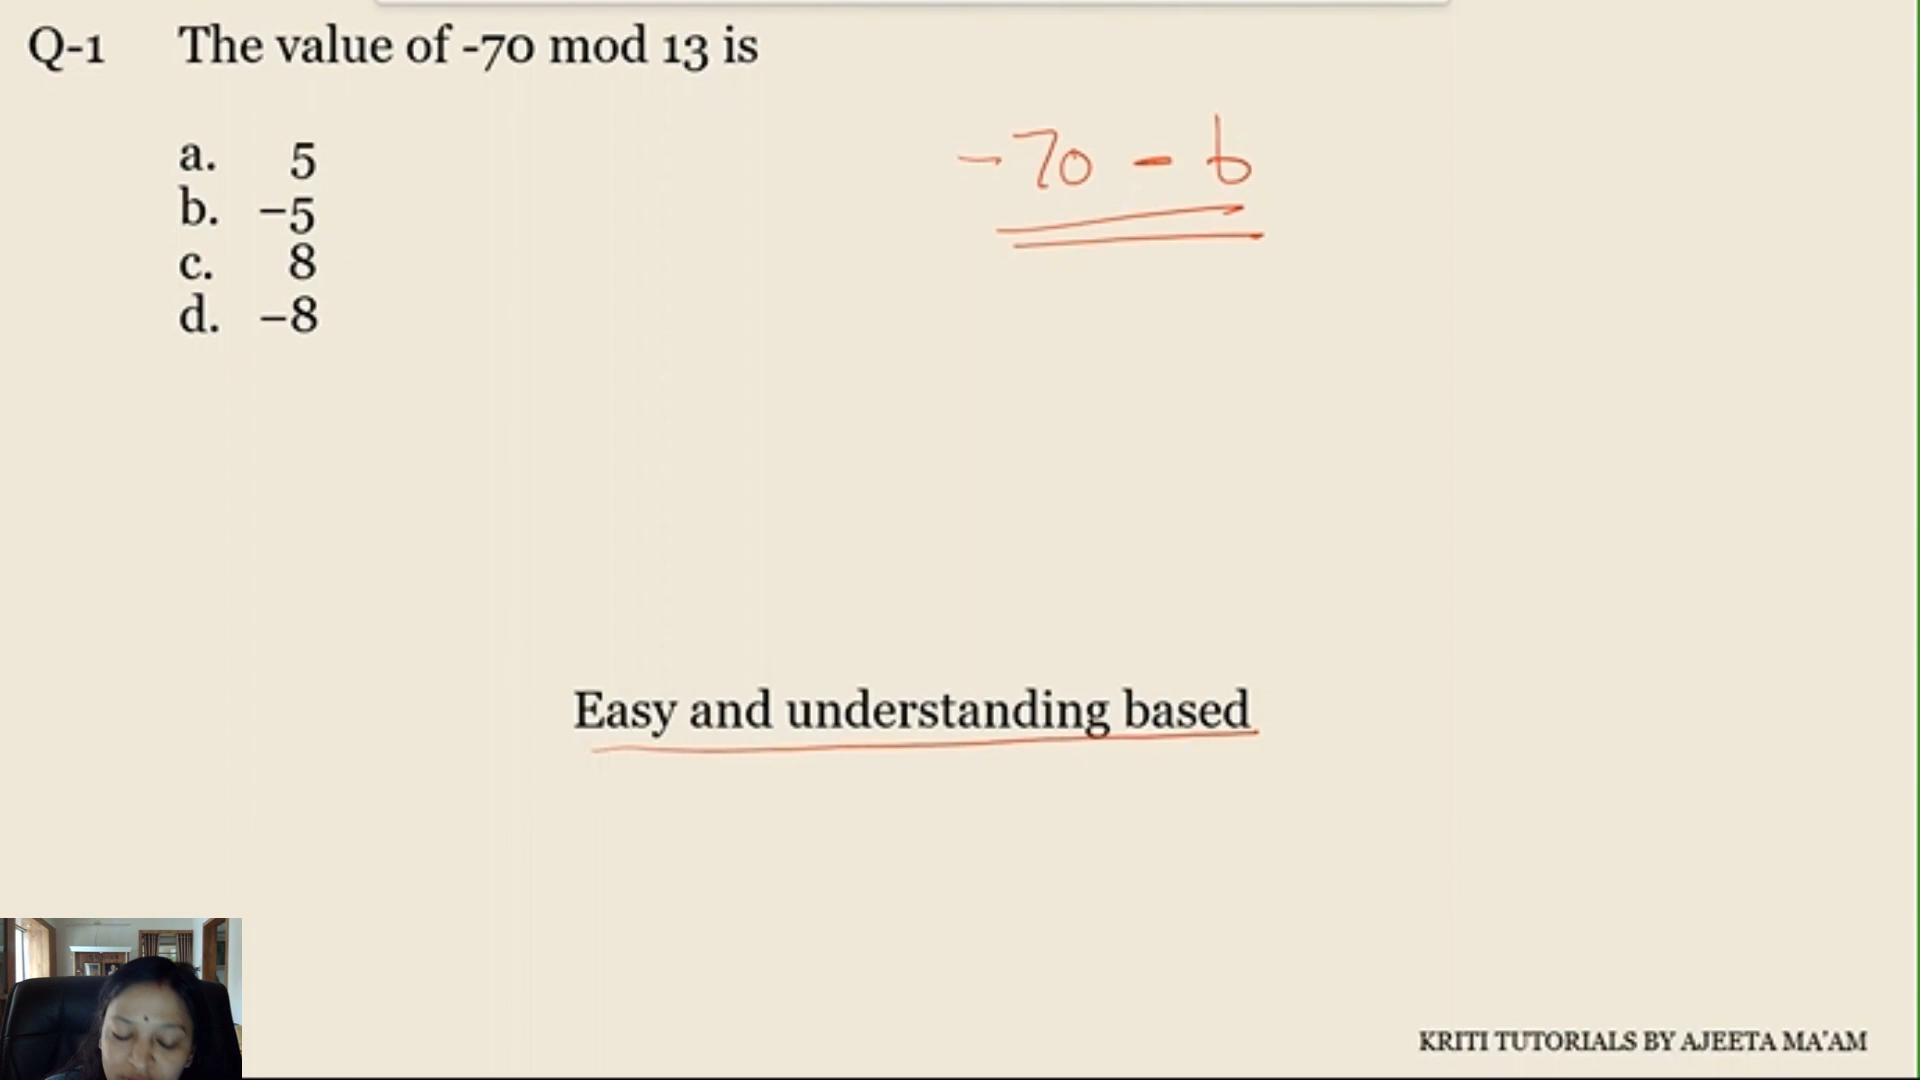 Q-1 The value of -70 mod 13 is
a. 5
b. –5
c. 8
d. –8
-70 - b
Easy and understanding based
KRITI TUTORIALS BY AJEETA MA'AM